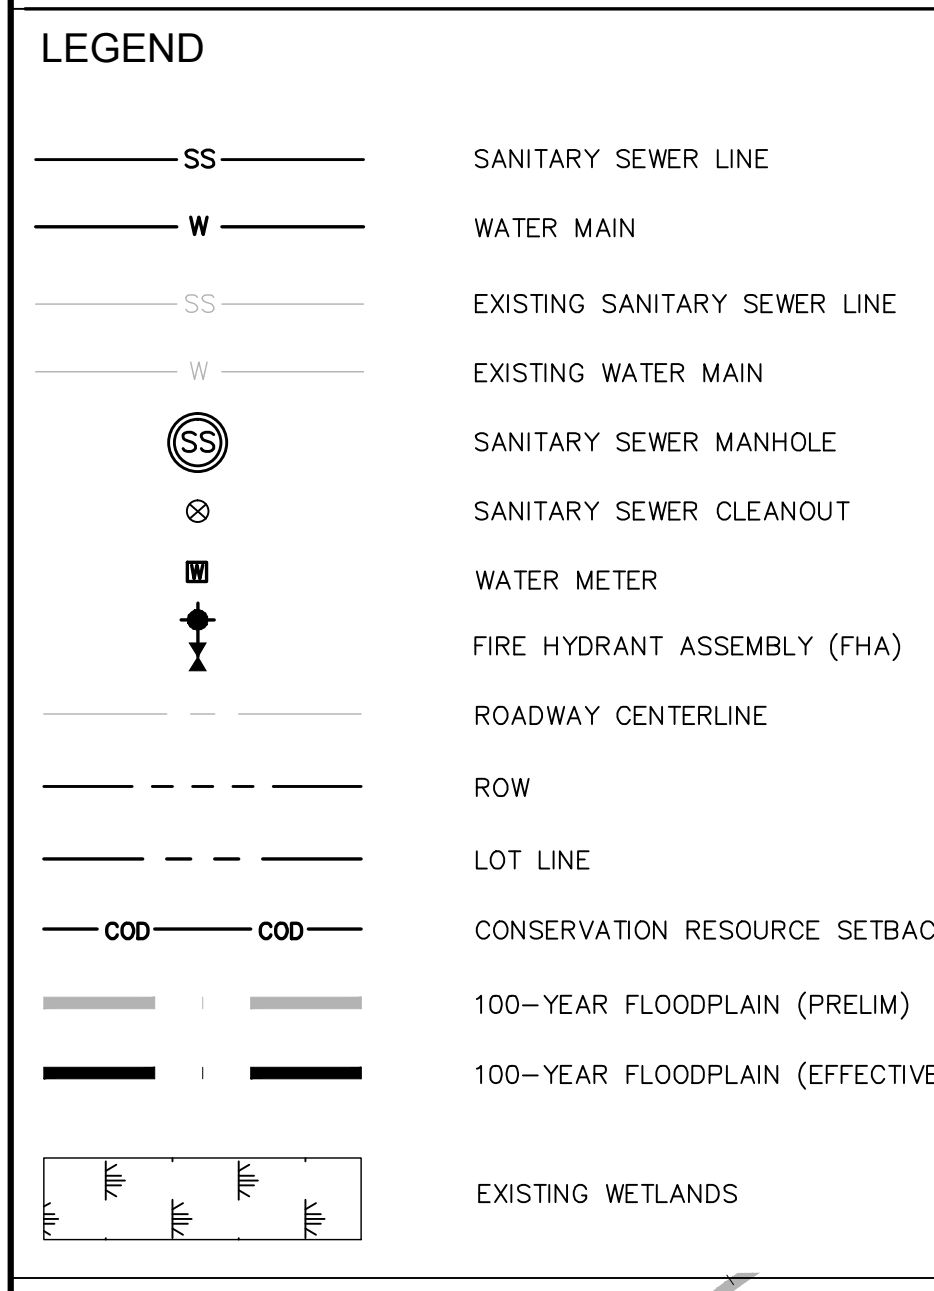 LEGEND
SS SANITARY SEWER LINE
W WATER MAIN
SS EXISTING SANITARY SEWER LINE
W EXISTING WATER MAIN
SS SANITARY SEWER MANHOLE
SANITARY SEWER CLEANOUT
W WATER METER
FIRE HYDRANT ASSEMBLY (FHA)
ROADWAY CENTERLINE
ROW
LOT LINE
COD COD CONSERVATION RESOURCE SETBAC
100-YEAR FLOODPLAIN (PRELIM)
100-YEAR FLOODPLAIN (EFFECTIVE
EXISTING WETLANDS